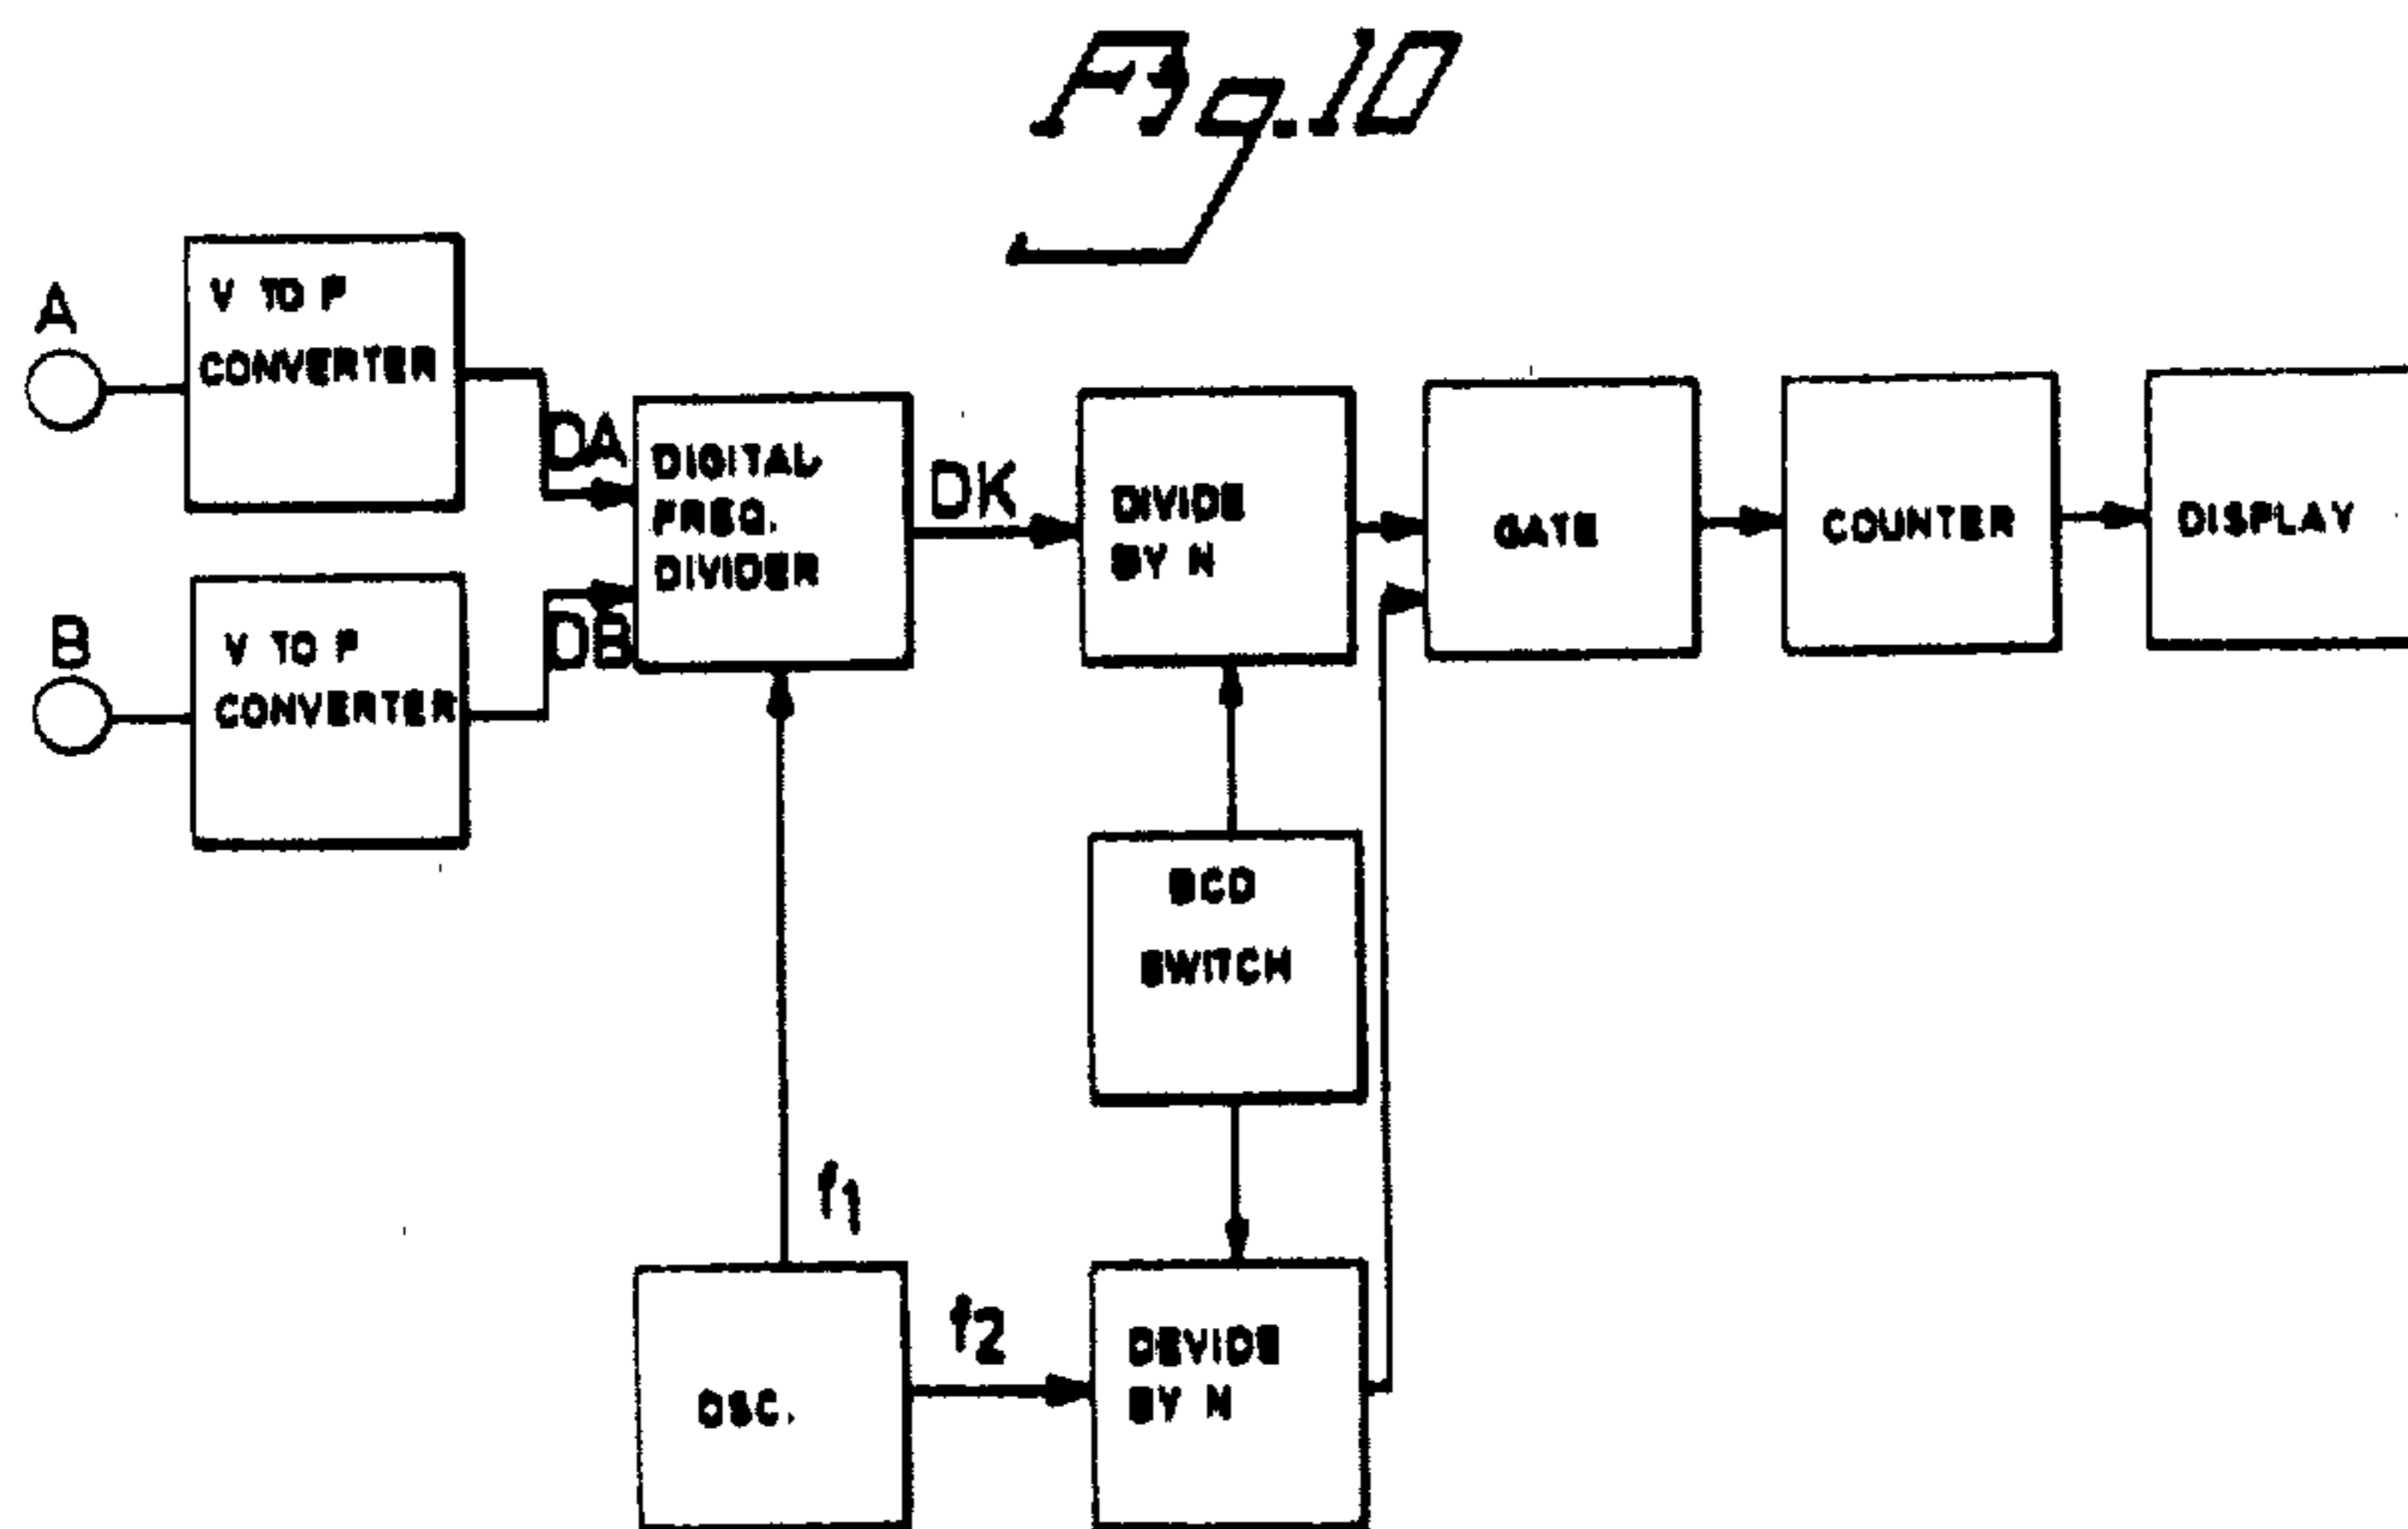 Fig. 10
A
V TO F
CONVERTER
DA
B
V TO F
CONVERTER
DB
DIGITAL
FREQ.
DIVIDER
DK
DIVIDE
BY N
GATE
COUNTER
DISPLAY
BCD
SWITCH
f1
OSC.
f2
DEVIDE
BY N